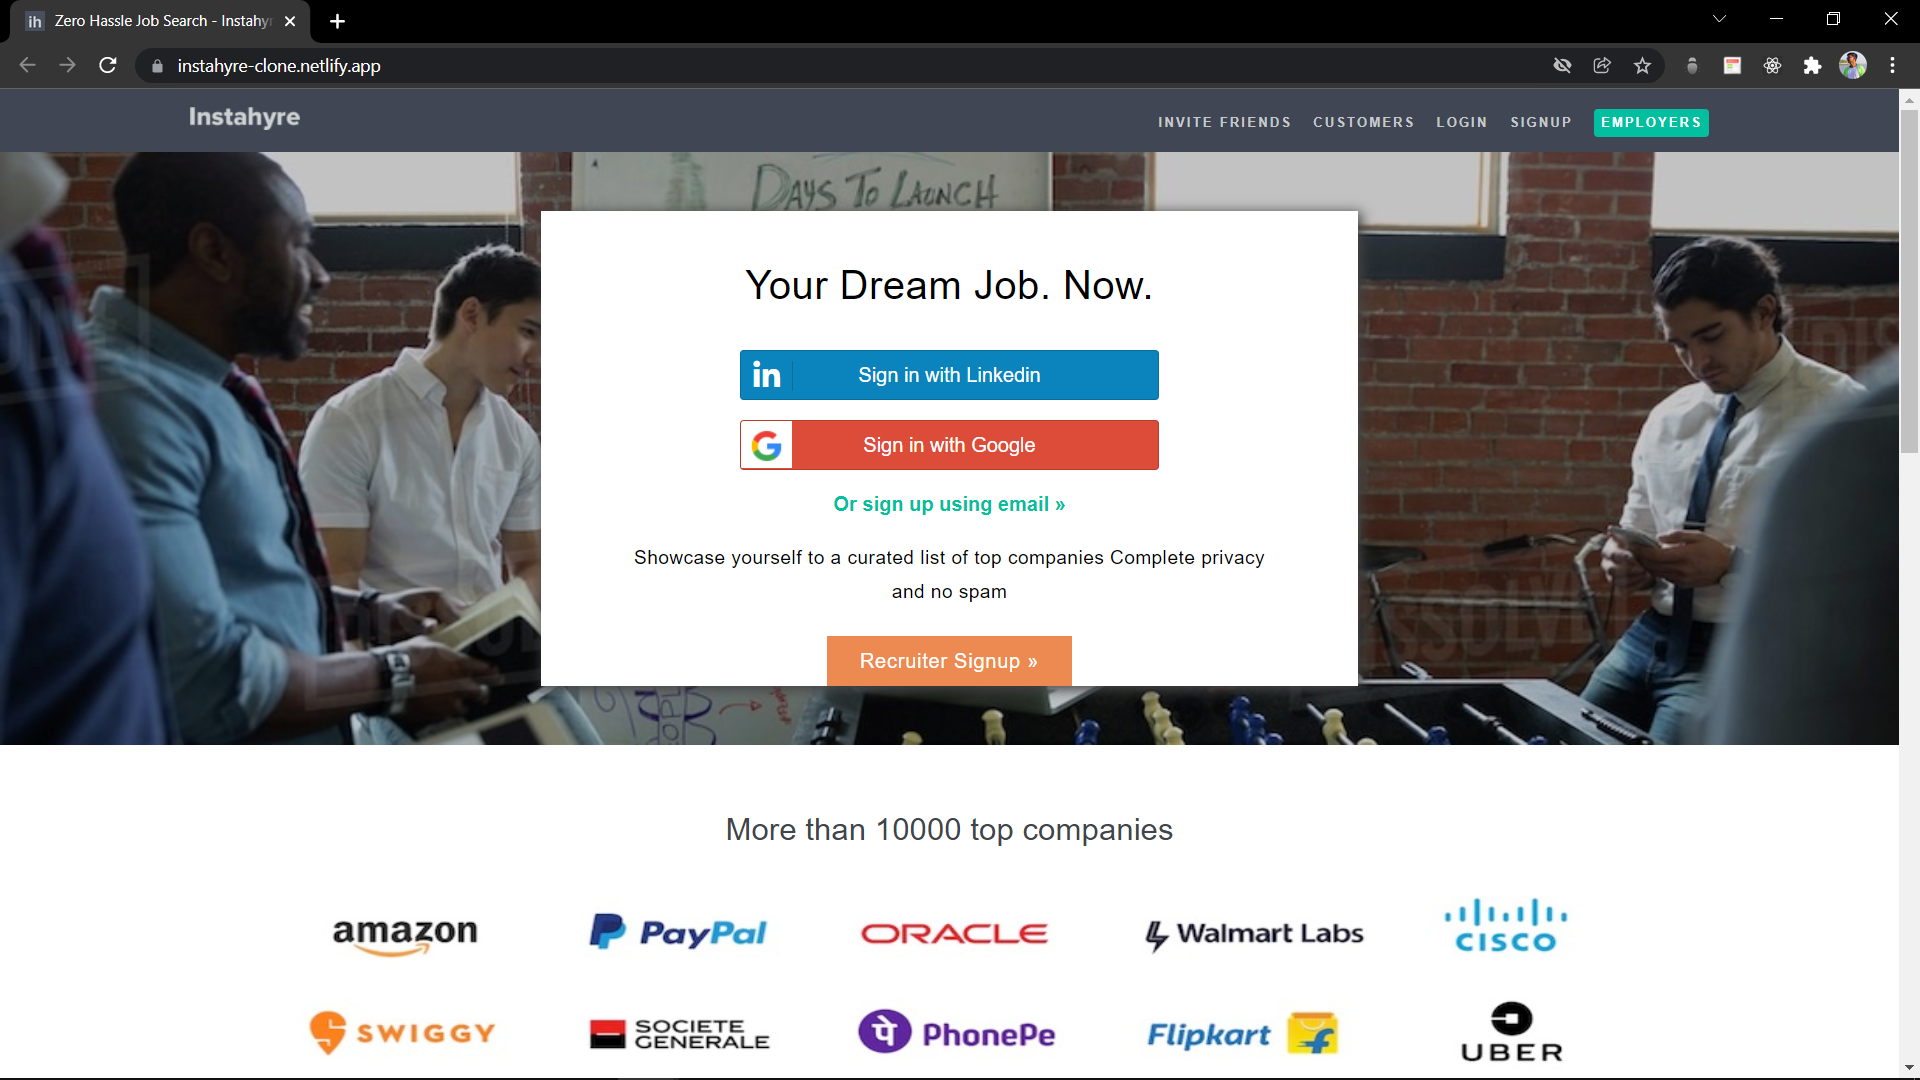 ih Zero Hassle Job Search - Instahy
instahyre-clone.netlify.app
Instahyre
INVITE FRIENDS CUSTOMERS LOGIN SIGNUP EMPLOYERS
DAYS TO LAUNCH
Your Dream Job. Now.
in Sign in with Linkedin
G Sign in with Google
Or sign up using email »
Showcase yourself to a curated list of top companies Complete privacy
and no spam
Recruiter Signup »
More than 10000 top companies
amazon PayPal ORACLE Walmart Labs CISCO
SWIGGY SOCIETE GENERALE पे PhonePe Flipkart UBER